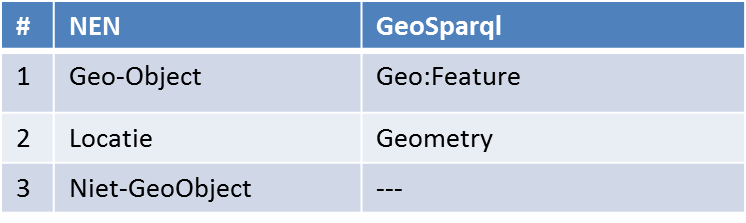 # NEN GeoSparql
1 Geo-Object Geo:Feature
2 Locatie Geometry
3 Niet-GeoObject ---